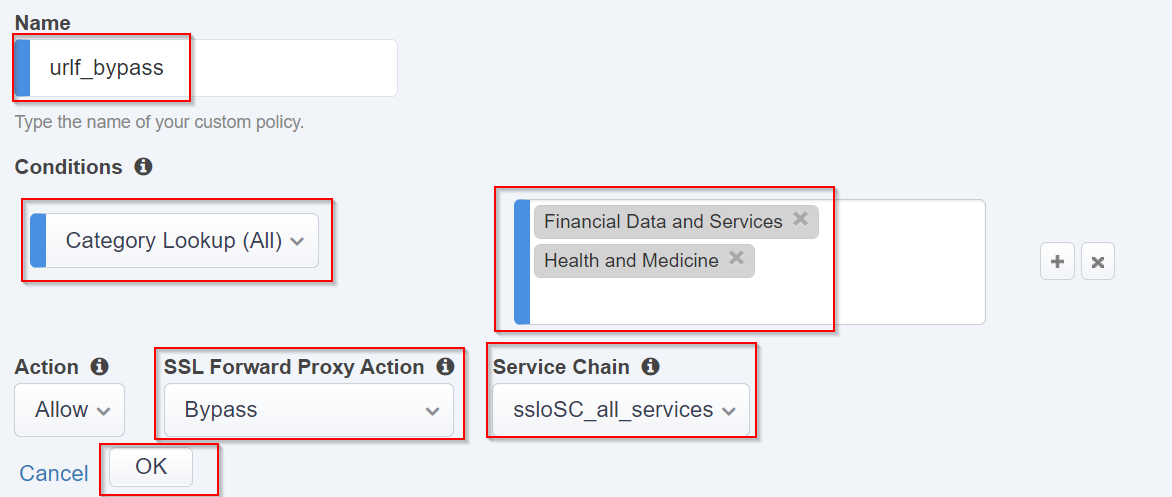 Name
urlf_bypass
Type the name of your custom policy.
Conditions
Category Lookup (All)
Financial Data and Services
Health and Medicine
Action SSL Forward Proxy Action Service Chain
Allow Bypass ssloSC_all_services
Cancel OK